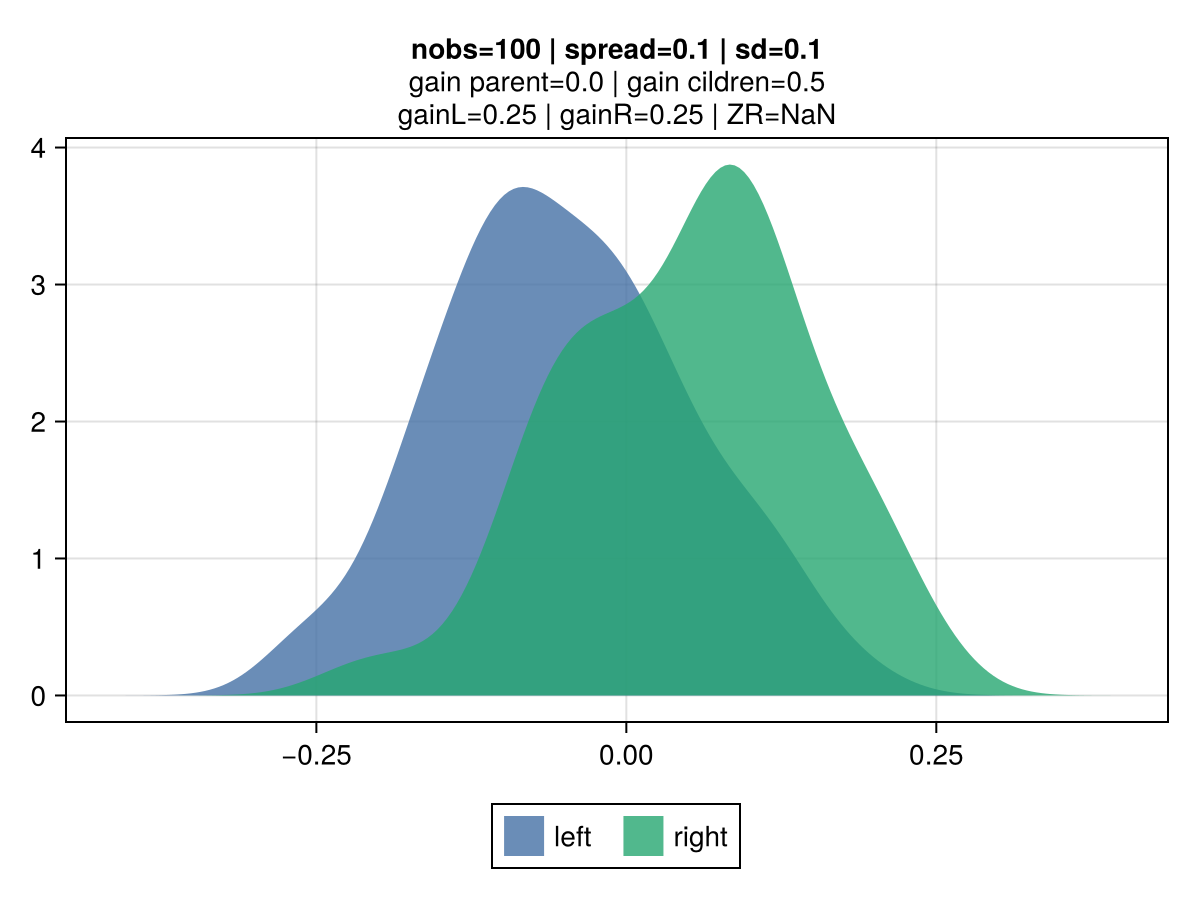 nobs=100 | spread=0.1 | sd=0.1
gain parent=0.0 | gain cildren=0.5
gainL=0.25 | gainR=0.25 | ZR=NaN
4
3
2
1
0
−0.25 0.00 0.25
left right